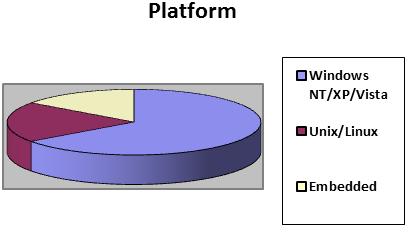 Platform
Windows
NT/XP/Vista
Unix/Linux
Embedded